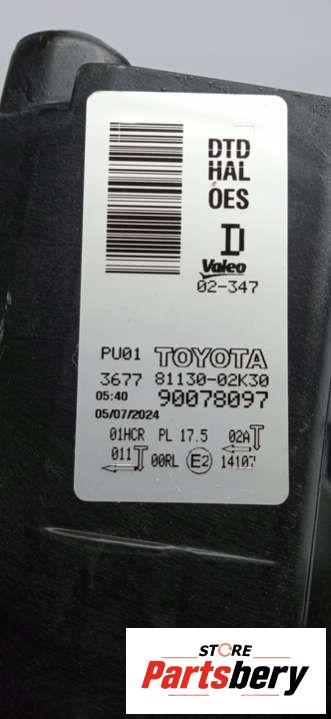 DTD
HAL
OES
D
Valeo
02-347
PU01 TOYOTA
3677 81130-02K30
05:40 90078097
05/07/2024
01HCR PL 17.5 02A
011 00RL E2 14107
STORE
Partsbery